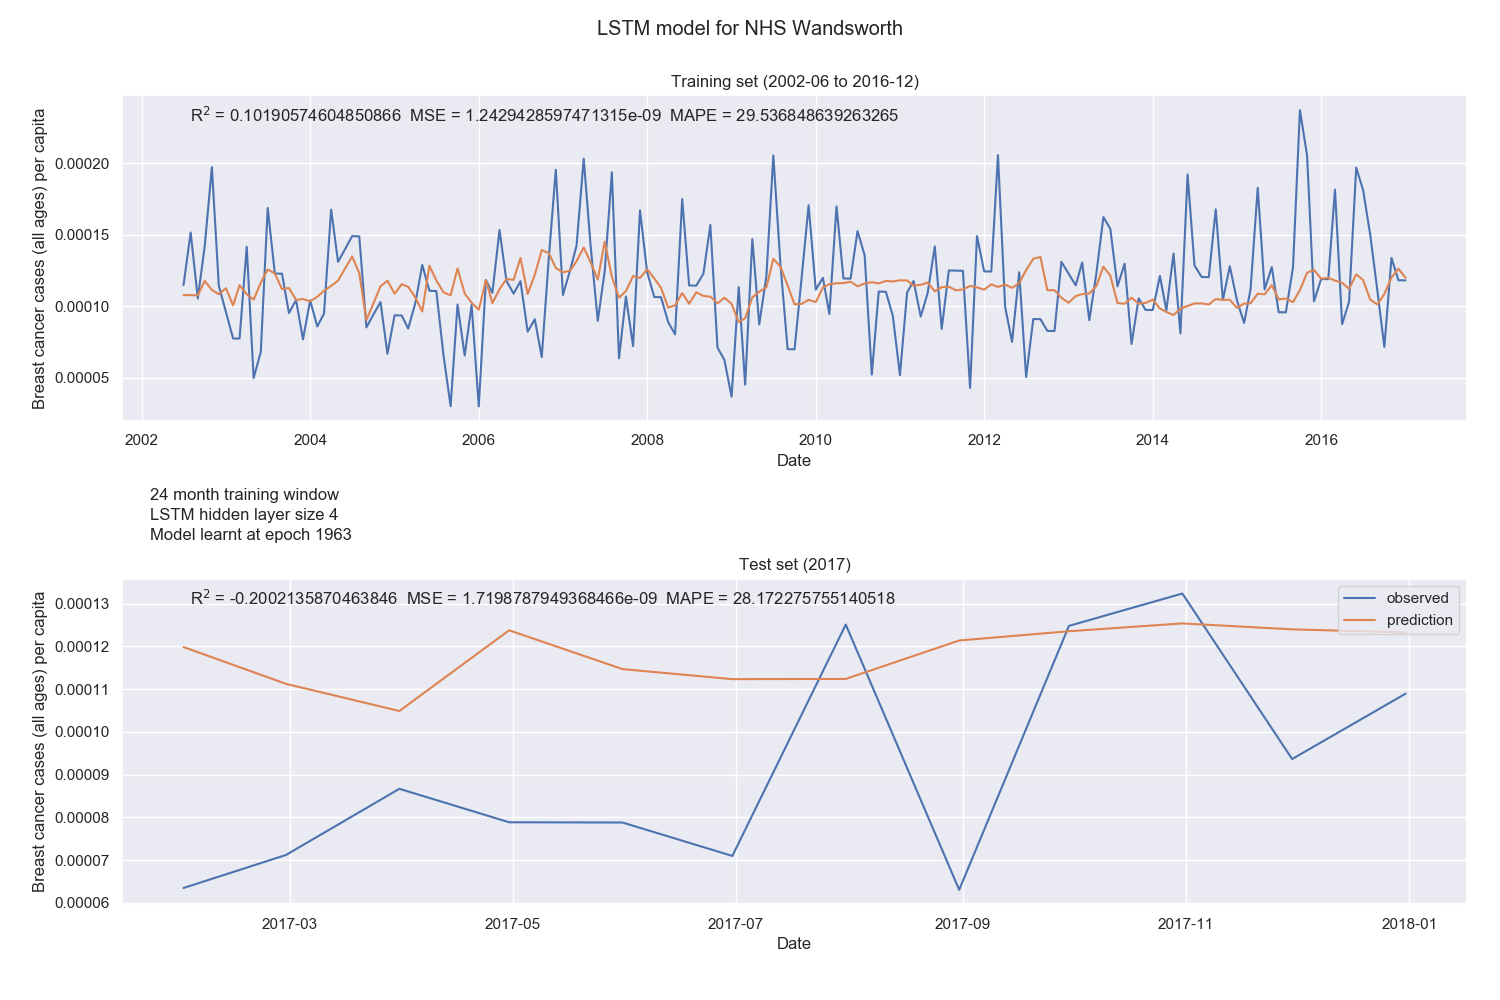 LSTM model for NHS Wandsworth
Training set (2002-06 to 2016-12)
R² = 0.10190574604850866 MSE = 1.2429428597471315e-09 MAPE = 29.536848639263265
Breast cancer cases (all ages) per capita
0.00020
0.00015
0.00010
0.00005
2002 2004 2006 2008 2010 2012 2014 2016
Date
24 month training window
LSTM hidden layer size 4
Model learnt at epoch 1963
Test set (2017)
R² = -0.2002135870463846 MSE = 1.7198787949368466e-09 MAPE = 28.172275755140518
observed
prediction
Breast cancer cases (all ages) per capita
0.00013
0.00012
0.00011
0.00010
0.00009
0.00008
0.00007
0.00006
2017-03 2017-05 2017-07 2017-09 2017-11 2018-01
Date